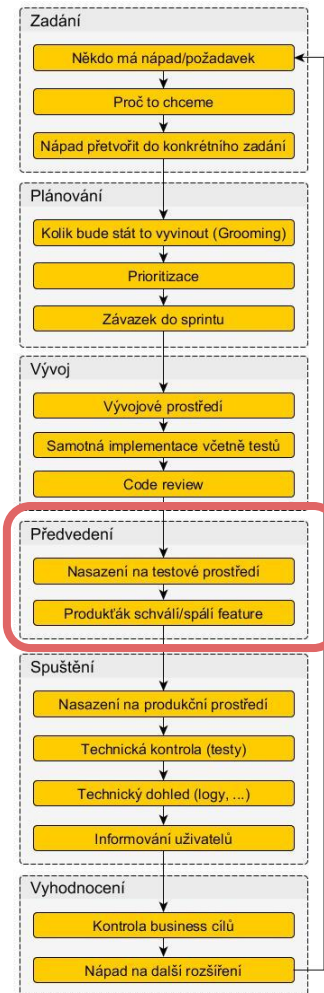 Zadání
Někdo má nápad/požadavek
Proč to chceme
Nápad přetvořit do konkrétního zadání
Plánování
Kolik bude stát to vyvinout (Grooming)
Prioritizace
Závazek do sprintu
Vývoj
Vývojové prostředí
Samotná implementace včetně testů
Code review
Předvedení
Nasazení na testové prostředí
Produkťák schválí/spálí feature
Spuštění
Nasazení na produkční prostředí
Technická kontrola (testy)
Technický dohled (logy, ...)
Informování uživatelů
Vyhodnocení
Kontrola business cílů
Nápad na další rozšíření